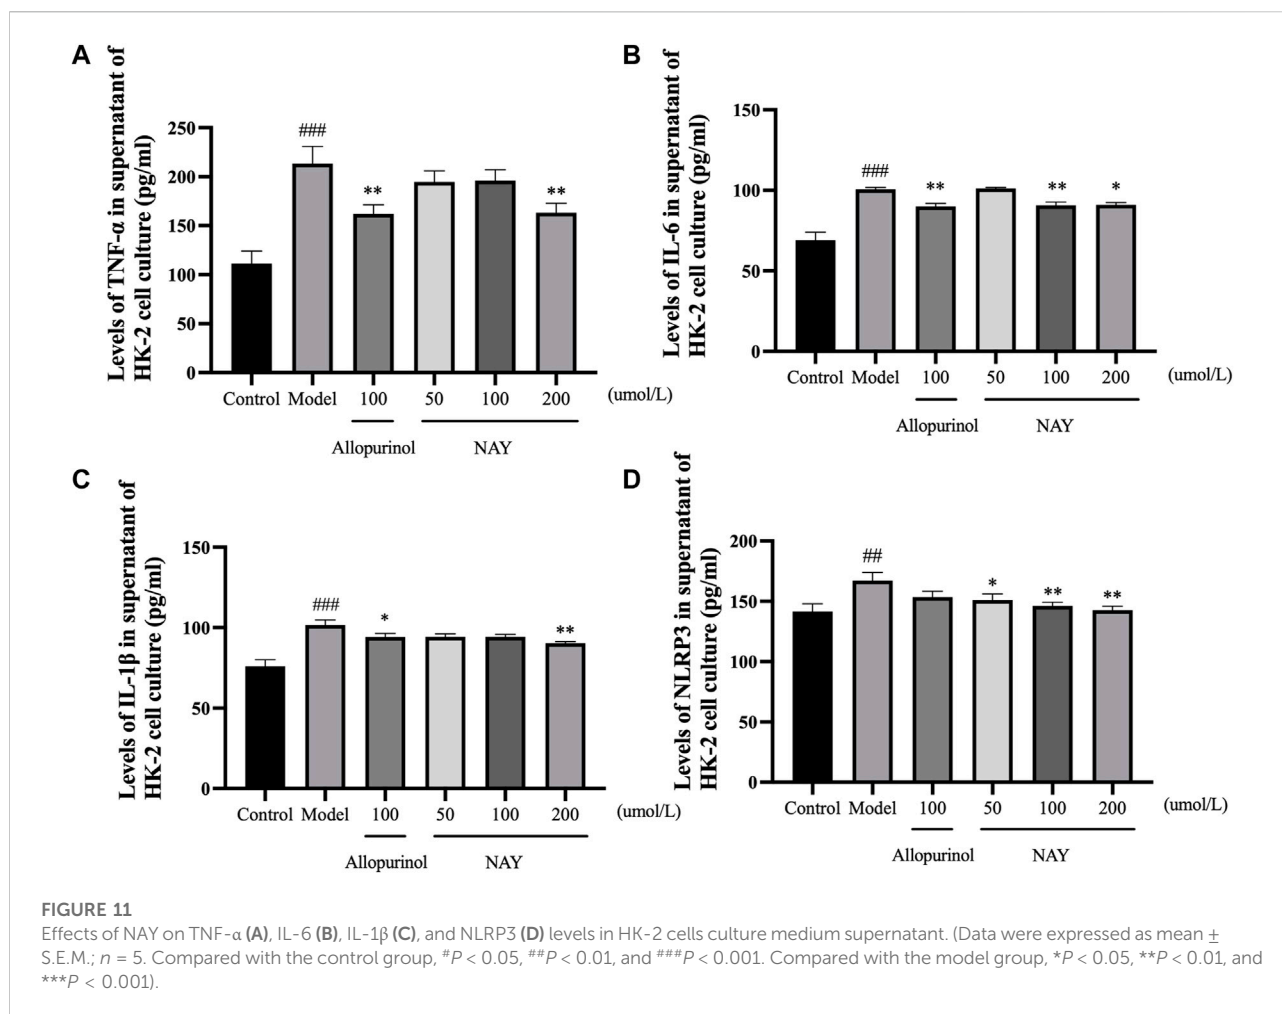 A
Levels of TNF-α in supernatant of
HK-2 cell culture (pg/ml)
250
200
150
100
50
0
###
**
**
Control Model 100 50 100 200 (umol/L)
Allopurinol NAY
B
Levels of IL-6 in supernatant of
HK-2 cell culture (pg/ml)
150
100
50
0
###
**
**
*
Control Model 100 50 100 200 (umol/L)
Allopurinol NAY
C
Levels of IL-1β in supernatant of
HK-2 cell culture (pg/ml)
150
100
50
0
###
*
**
Control Model 100 50 100 200 (umol/L)
Allopurinol NAY
D
Levels of NLRP3 in supernatant of
HK-2 cell culture (pg/ml)
200
150
100
50
0
##
*
**
**
Control Model 100 50 100 200 (umol/L)
Allopurinol NAY
FIGURE 11
Effects of NAY on TNF-α (A), IL-6 (B), IL-1β (C), and NLRP3 (D) levels in HK-2 cells culture medium supernatant. (Data were expressed as mean ±
S.E.M.; n = 5. Compared with the control group, #P < 0.05, ##P < 0.01, and ###P < 0.001. Compared with the model group, *P < 0.05, **P < 0.01, and
***P < 0.001).